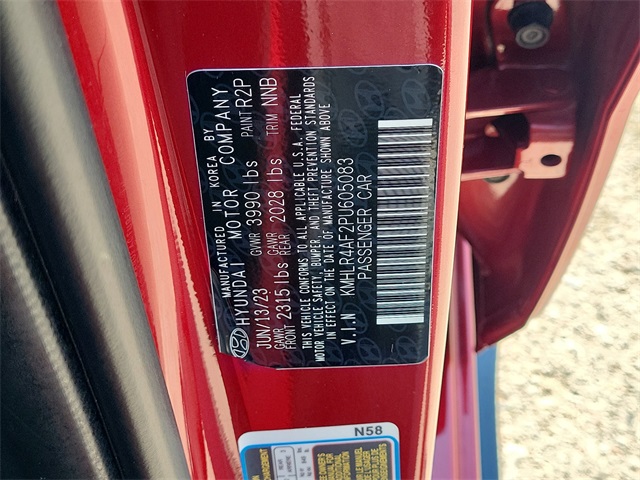 MANUFACTURED IN KOREA BY
HYUNDAI MOTOR COMPANY
JUN/13/23 GVWR 3990 lbs PAINT R2P
GAWR FRONT 2315 lbs GAWR REAR 2028 lbs TRIM NNB
THIS VEHICLE CONFORMS TO ALL APPLICABLE U.S.A. FEDERAL
MOTOR VEHICLE SAFETY, BUMPER, AND THEFT PREVENTION STANDARDS
IN EFFECT ON THE DATE OF MANUFACTURE SHOWN ABOVE
V.I.N KMHLR4AF2PU605083
PASSENGER CAR
N58